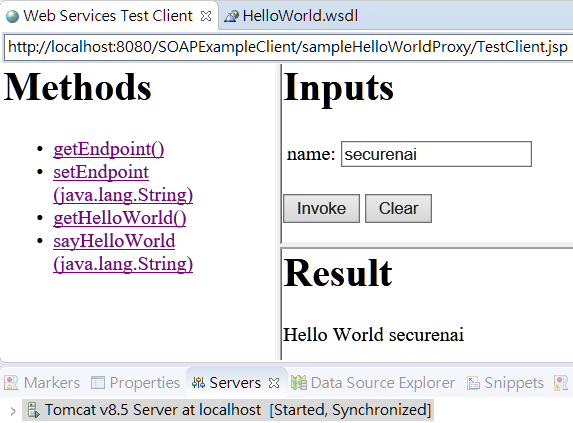 Web Services Test Client HelloWorld.wsdl
http://localhost:8080/SOAPExampleClient/sampleHelloWorldProxy/TestClient.jsp
Methods
• getEndpoint()
• setEndpoint
(java.lang.String)
• getHelloWorld()
• sayHelloWorld
(java.lang.String)
Inputs
name: securenai
Invoke Clear
Result
Hello World securenai
Markers Properties Servers Data Source Explorer Snippets
Tomcat v8.5 Server at localhost [Started, Synchronized]